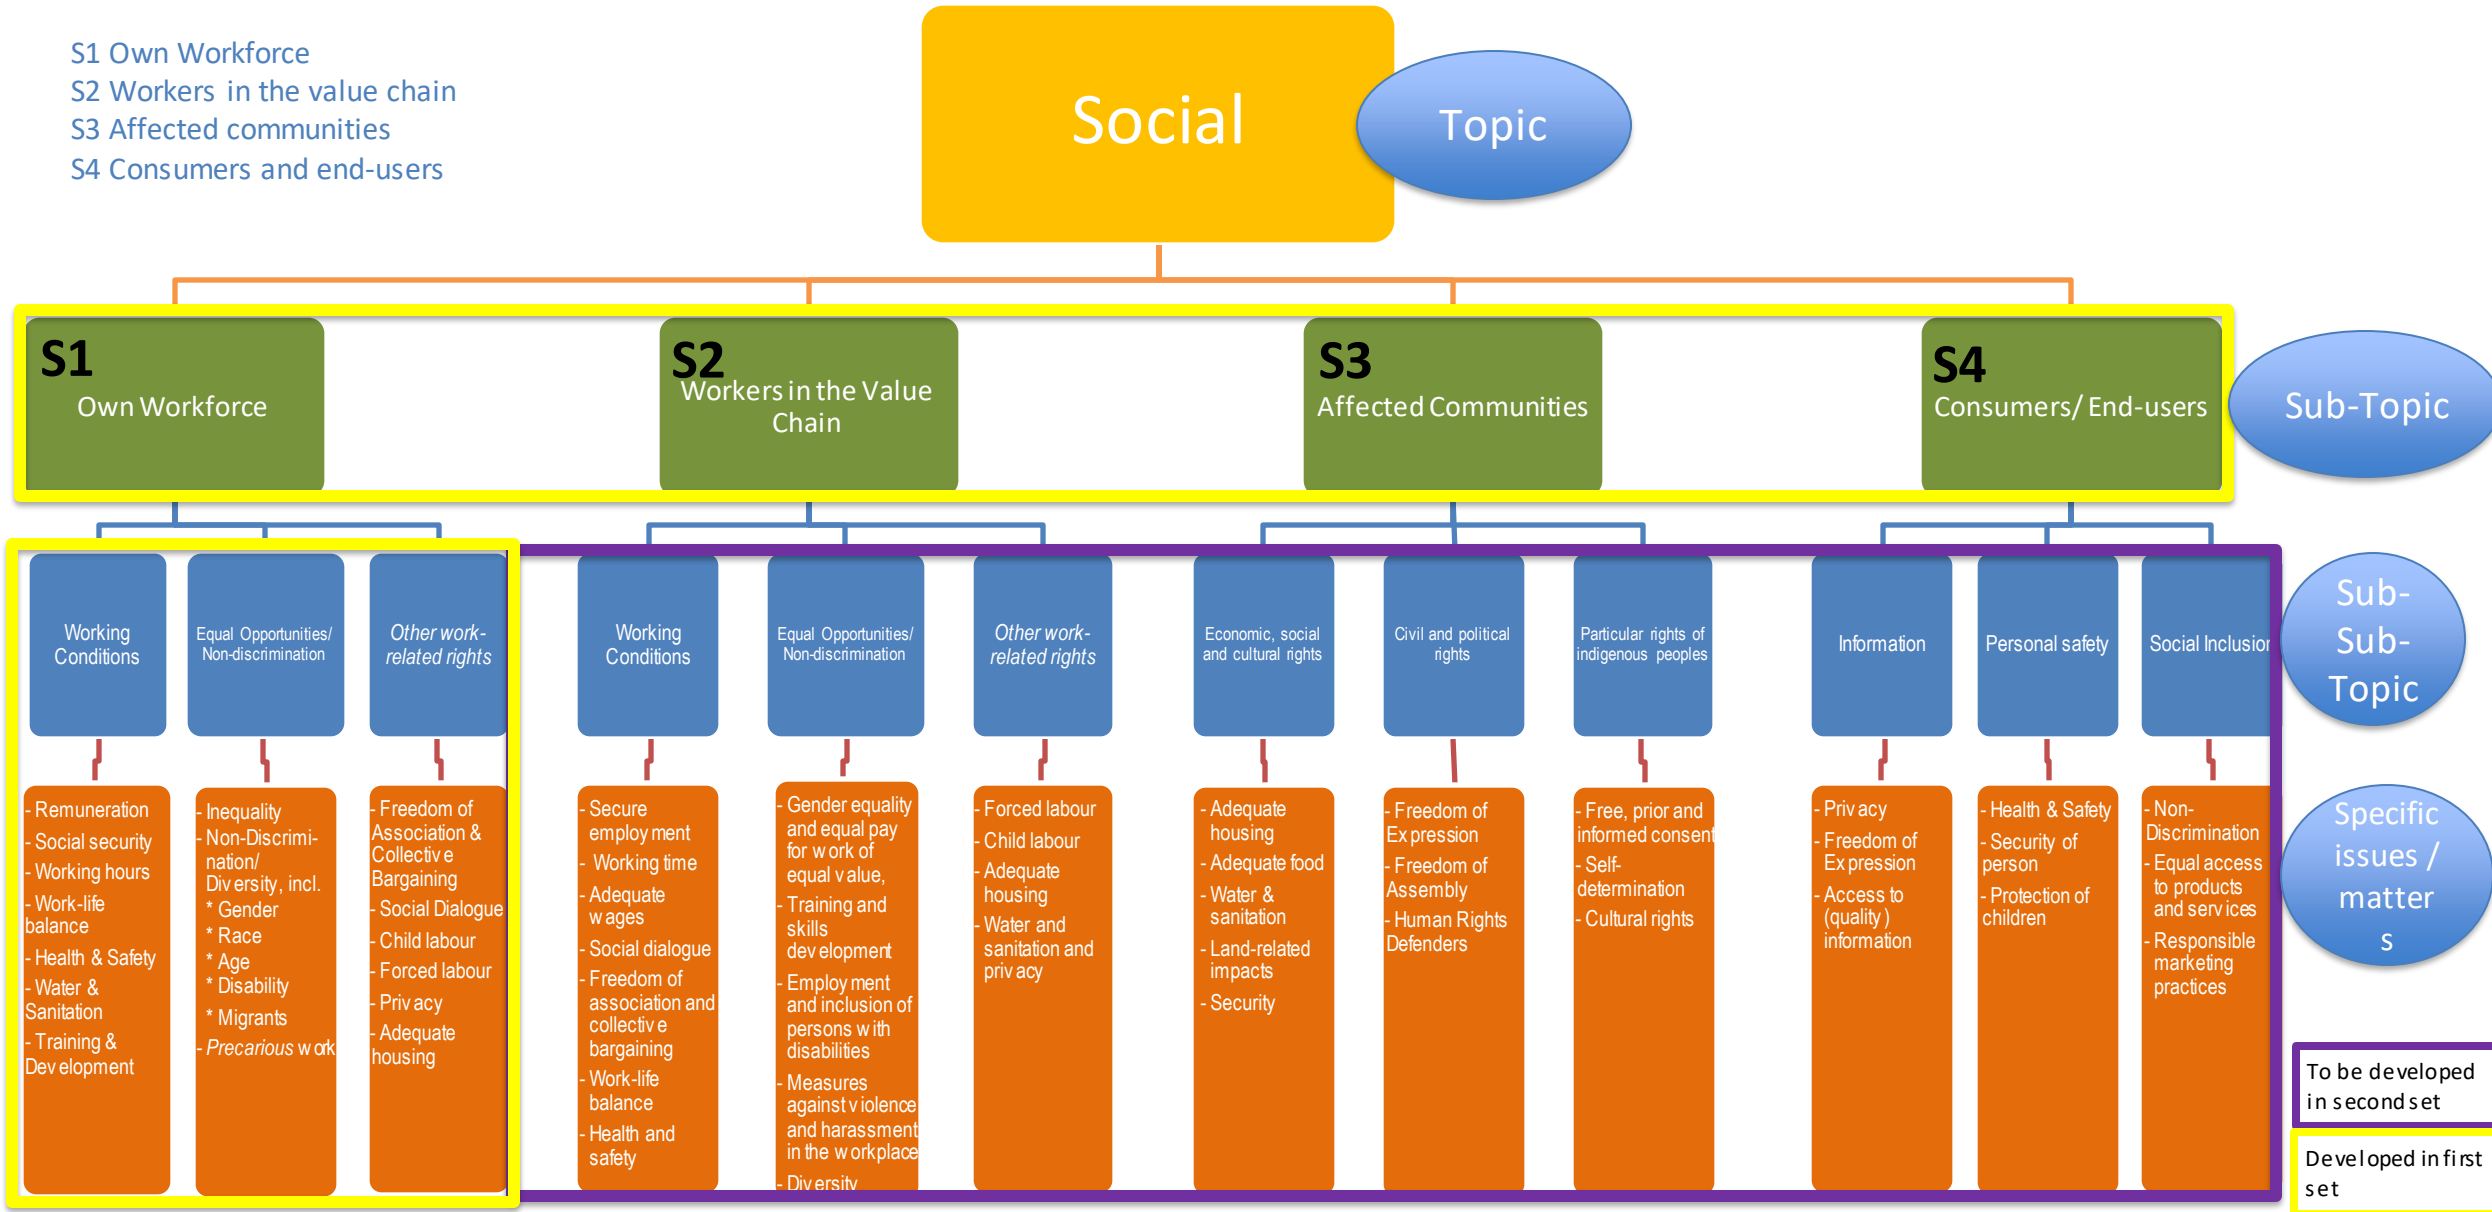 S1 Own Workforce
S2 Workers in the value chain
S3 Affected communities
S4 Consumers and end-users
Social
Topic
S1
Own Workforce
S2
Workers in the Value
Chain
S3
Affected Communities
S4
Consumers/ End-users
Sub-Topic
Working
Conditions
Equal Opportunities/
Non-discrimination
Other work-
related rights
Working
Conditions
Equal Opportunities/
Non-discrimination
Other work-
related rights
Economic, social
and cultural rights
Civil and political
rights
Particular rights of
indigenous peoples
Information
Personal safety
Social Inclusion
Sub-
Sub-
Topic
- Remuneration
- Social security
- Working hours
- Work-life
balance
- Health & Safety
- Water &
Sanitation
- Training &
Development
- Inequality
- Non-Discrimi-
nation/
Diversity, incl.
* Gender
* Race
* Age
* Disability
* Migrants
- Precarious work
- Freedom of
Association &
Collective
Bargaining
- Social Dialogue
- Child labour
- Forced labour
- Privacy
- Adequate
housing
- Secure
employment
- Working time
- Adequate
wages
- Social dialogue
- Freedom of
association and
collective
bargaining
- Work-life
balance
- Health and
safety
- Gender equality
and equal pay
for work of
equal value,
- Training and
skills
development
- Employment
and inclusion of
persons with
disabilities
- Measures
against violence
and harassment
in the workplace
- Diversity
- Forced labour
- Child labour
- Adequate
housing
- Water and
sanitation and
privacy
- Adequate
housing
- Adequate food
- Water &
sanitation
- Land-related
impacts
- Security
- Freedom of
Expression
- Freedom of
Assembly
- Human Rights
Defenders
- Free, prior and
informed consent
- Self-
determination
- Cultural rights
- Privacy
- Freedom of
Expression
- Access to
(quality)
information
- Health & Safety
- Security of
person
- Protection of
children
- Non-
Discrimination
- Equal access
to products
and services
- Responsible
marketing
practices
Specific
issues /
matter
s
To be developed
in second set
Developed in first
set